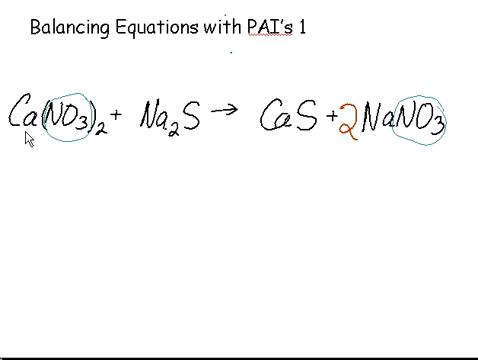 Balancing Equations with PAI's 1
Ca(NO₃)₂ + Na₂S → CaS + 2NaNO₃